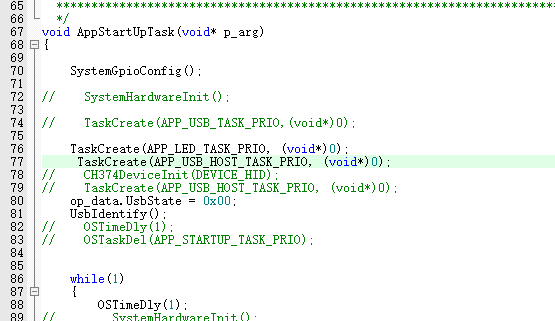 65 ******************************************************************************
66 */
67 void AppStartUpTask(void* p_arg)
68 {
69
70 SystemGpioConfig();
71
72 // SystemHardwareInit();
73
74 // TaskCreate(APP_USB_TASK_PRIO,(void*)0);
75
76 TaskCreate(APP_LED_TASK_PRIO, (void*)0);
77 TaskCreate(APP_USB_HOST_TASK_PRIO, (void*)0);
78 // CH374DeviceInit(DEVICE_HID);
79 // TaskCreate(APP_USB_HOST_TASK_PRIO, (void*)0);
80 op_data.UsbState = 0x00;
81 UsbIdentify();
82 // OSTimeDly(1);
83 // OSTaskDel(APP_STARTUP_TASK_PRIO);
84
85
86 while(1)
87 {
88 OSTimeDly(1);
89 // SystemHardwareInit();